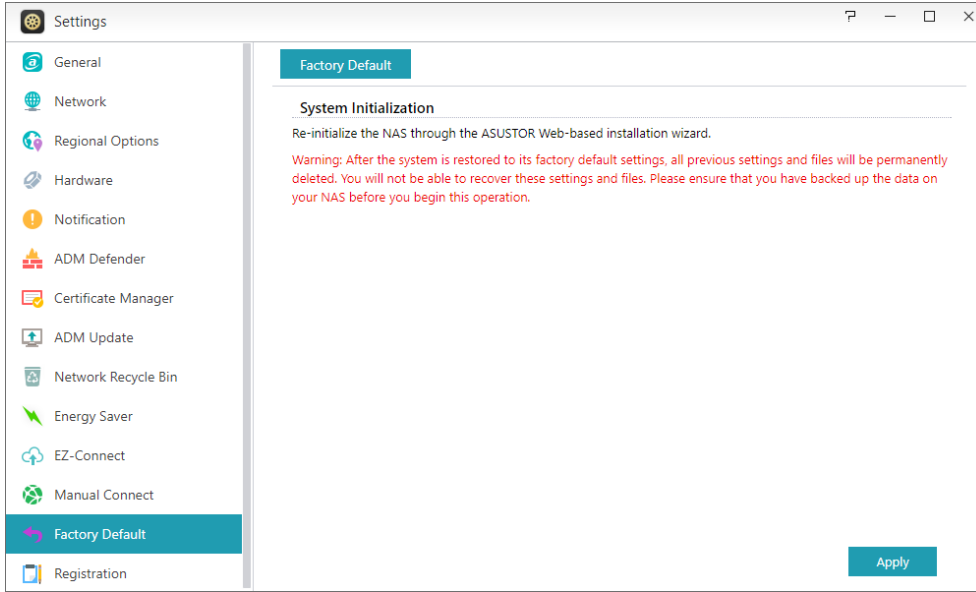 Settings
General
Network
Regional Options
Hardware
Notification
ADM Defender
Certificate Manager
ADM Update
Network Recycle Bin
Energy Saver
EZ-Connect
Manual Connect
Factory Default
Registration
Factory Default
System Initialization
Re-initialize the NAS through the ASUSTOR Web-based installation wizard.
Warning: After the system is restored to its factory default settings, all previous settings and files will be permanently
deleted. You will not be able to recover these settings and files. Please ensure that you have backed up the data on
your NAS before you begin this operation.
Apply